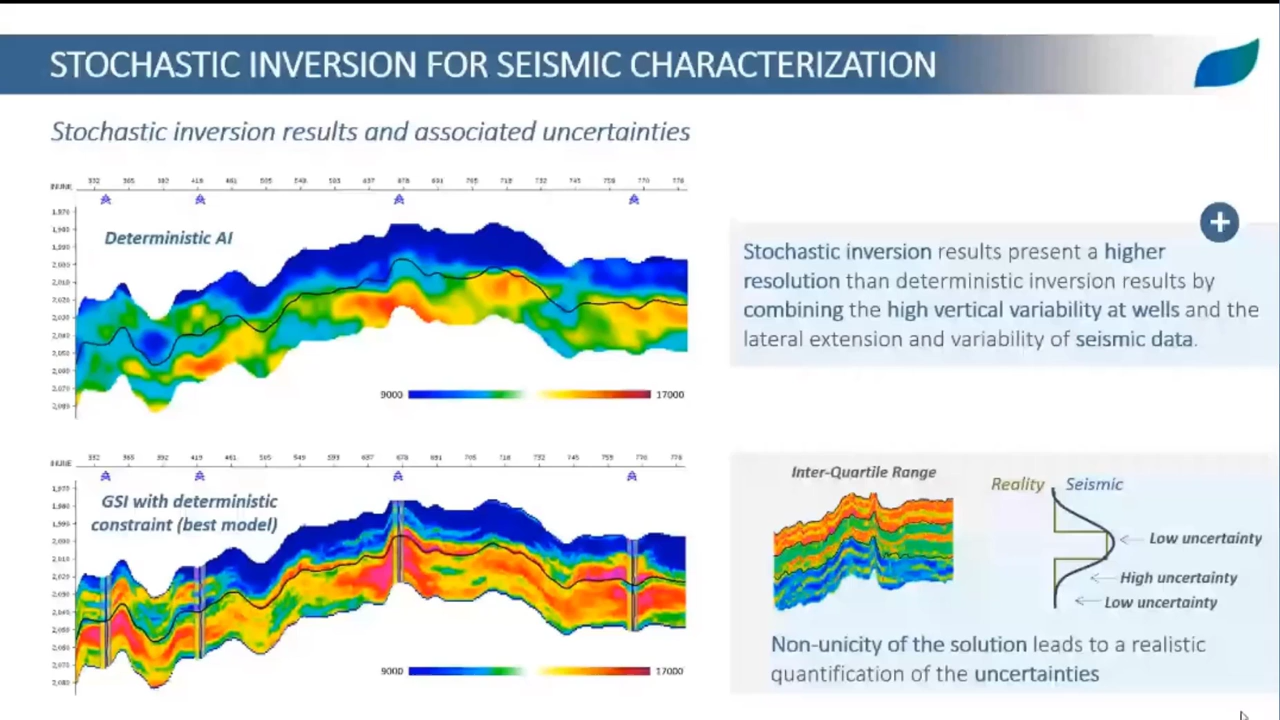 STOCHASTIC INVERSION FOR SEISMIC CHARACTERIZATION
Stochastic inversion results and associated uncertainties
Deterministic AI
9000 17000
GSI with deterministic
constraint (best model)
9000 17000
Stochastic inversion results present a higher
resolution than deterministic inversion results by
combining the high vertical variability at wells and the
lateral extension and variability of seismic data.
Inter-Quartile Range
Reality Seismic
Low uncertainty
High uncertainty
Low uncertainty
Non-unicity of the solution leads to a realistic
quantification of the uncertainties